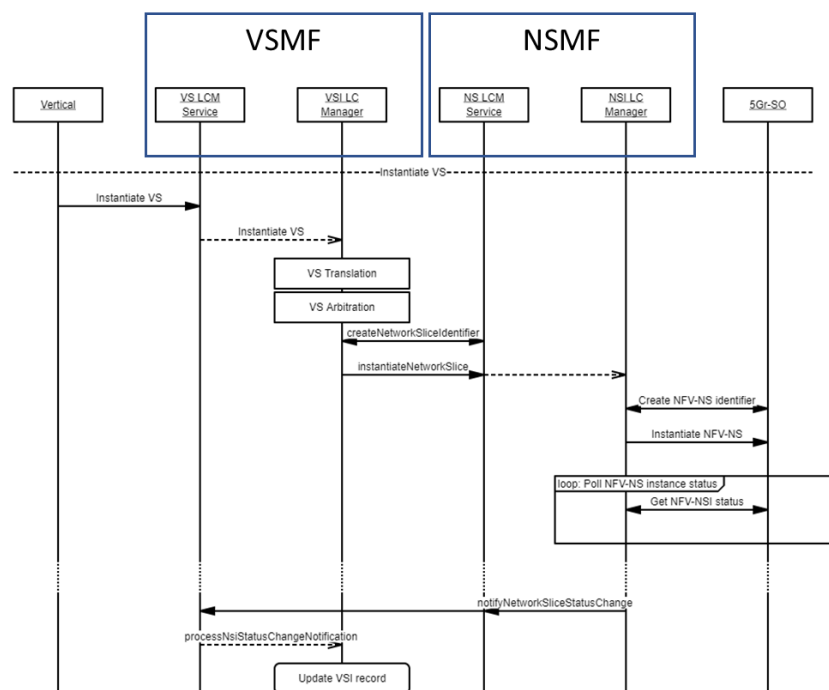 VSMF
NSMF
Vertical
VS LCM
Service
VSI LC
Manager
NS LCM
Service
NSI LC
Manager
5Gr-SO
Instantiate VS
Instantiate VS
Instantiate VS
VS Translation
VS Arbitration
createNetworkSliceIdentifier
instantiateNetworkSlice
Create NFV-NS identifier
Instantiate NFV-NS
loop: Poll NFV-NS instance status
Get NFV-NSI status
notifyNetworkSliceStatusChange
processNsiStatusChangeNotification
Update VSI record